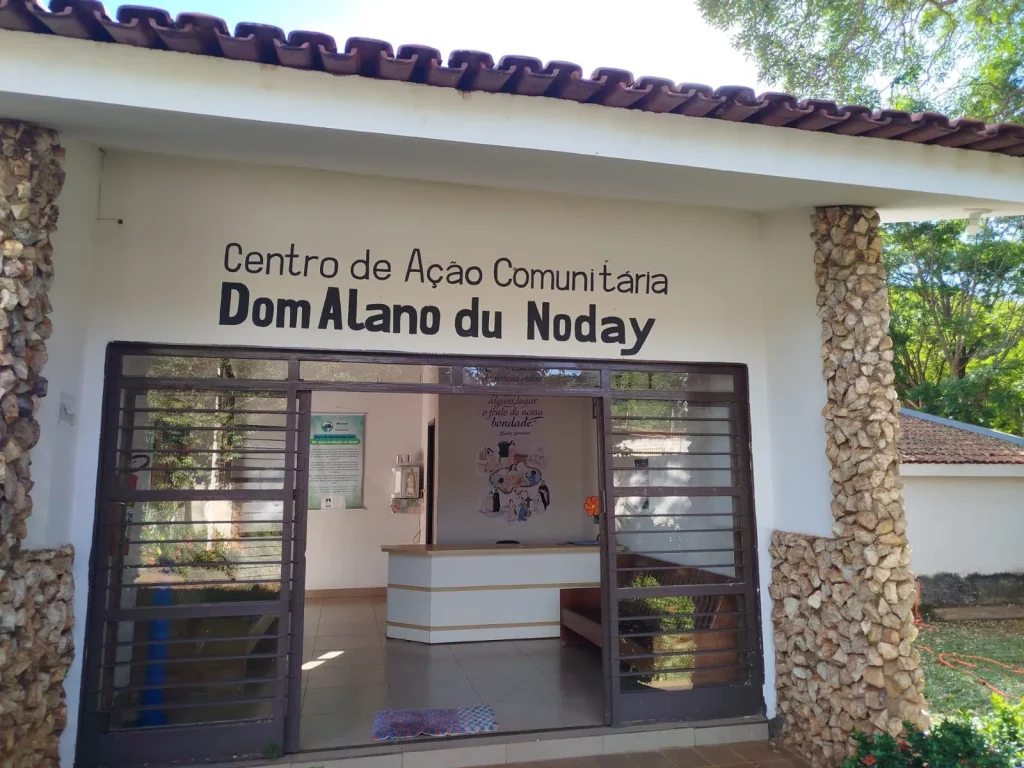 Centro de Ação Comunitária
Dom Alano du Noday
algum lugar
o fruto de nossa
bondade"